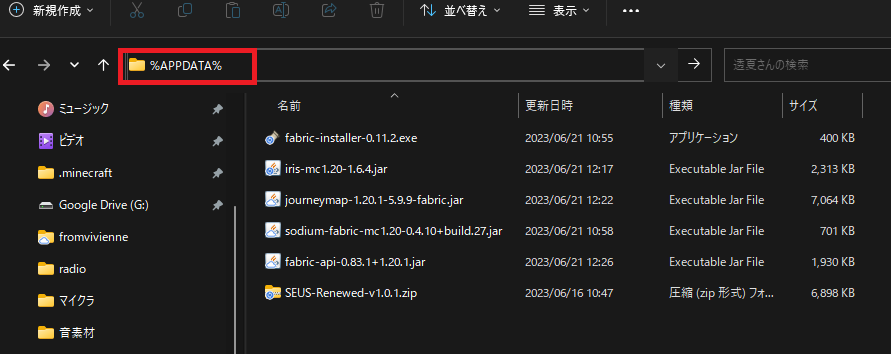 新規作成 並べ替え 表示
%APPDATA% 透夏さんの検索
名前 更新日時 種類 サイズ
ミュージック
ビデオ
.minecraft
Google Drive (G:)
fromvivienne
radio
マイクラ
音素材
fabric-installer-0.11.2.exe 2023/06/21 10:55 アプリケーション 400 KB
iris-mc1.20-1.6.4.jar 2023/06/21 12:17 Executable Jar File 2,313 KB
journeymap-1.20.1-5.9.9-fabric.jar 2023/06/21 12:22 Executable Jar File 7,064 KB
sodium-fabric-mc1.20-0.4.10+build.27.jar 2023/06/21 10:58 Executable Jar File 701 KB
fabric-api-0.83.1+1.20.1.jar 2023/06/21 12:26 Executable Jar File 1,930 KB
SEUS-Renewed-v1.0.1.zip 2023/06/16 10:47 圧縮 (zip 形式) フォ... 6,898 KB